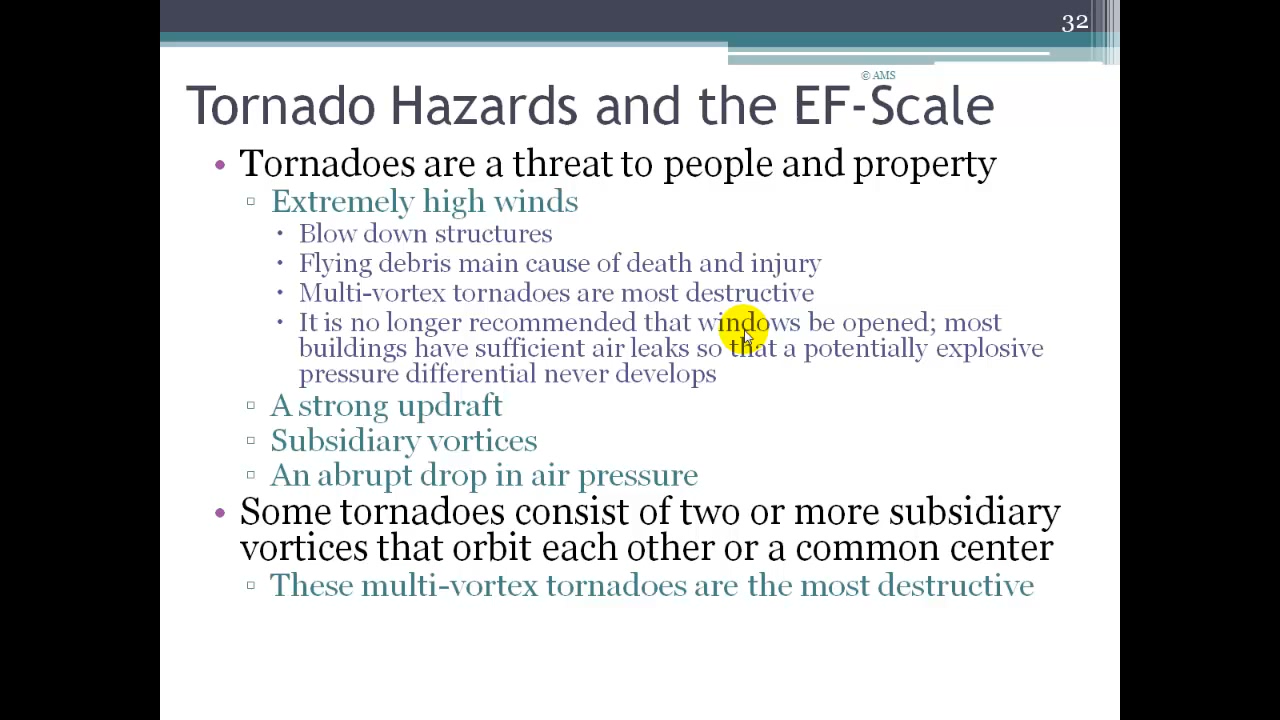 32
© AMS
Tornado Hazards and the EF-Scale
• Tornadoes are a threat to people and property
▫ Extremely high winds
• Blow down structures
• Flying debris main cause of death and injury
• Multi-vortex tornadoes are most destructive
• It is no longer recommended that windows be opened; most
buildings have sufficient air leaks so that a potentially explosive
pressure differential never develops
▫ A strong updraft
▫ Subsidiary vortices
▫ An abrupt drop in air pressure
• Some tornadoes consist of two or more subsidiary
vortices that orbit each other or a common center
▫ These multi-vortex tornadoes are the most destructive